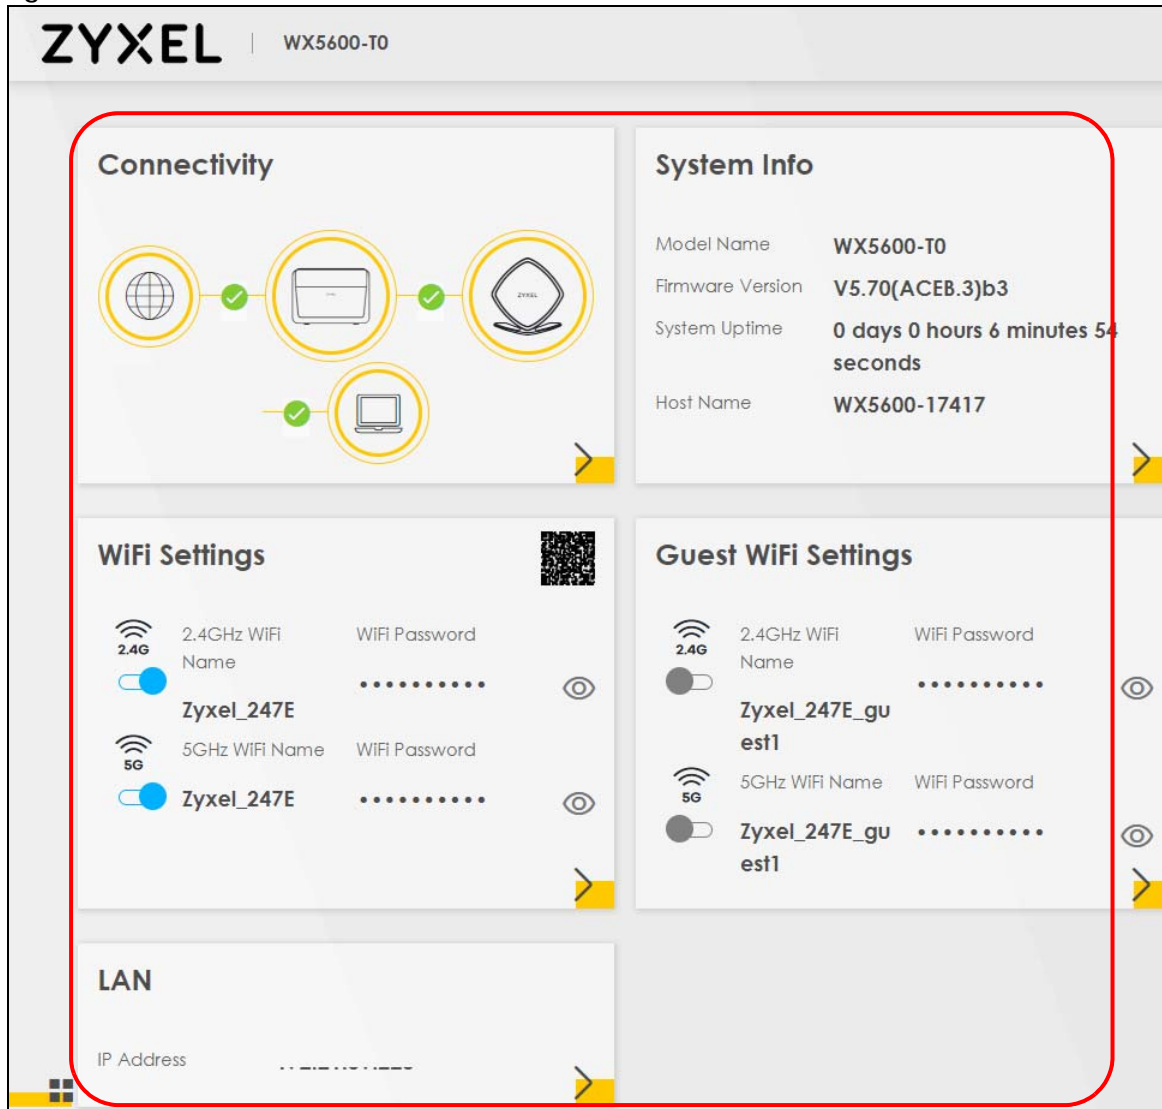 ZYXEL
WX5600-T0
Connectivity
ZYXEL
System Info
Model Name WX5600-T0
Firmware Version V5.70(ACEB.3)b3
System Uptime 0 days 0 hours 6 minutes 54
seconds
Host Name WX5600-17417
WiFi Settings
2.4G
2.4GHz WiFi WiFi Password
Name
••••••••••
Zyxel_247E
5G
5GHz WiFi Name WiFi Password
Zyxel_247E ••••••••••
Guest WiFi Settings
2.4G
2.4GHz WiFi WiFi Password
Name
••••••••••
Zyxel_247E_gu
est1
5G
5GHz WiFi Name WiFi Password
Zyxel_247E_gu ••••••••••
est1
LAN
IP Address